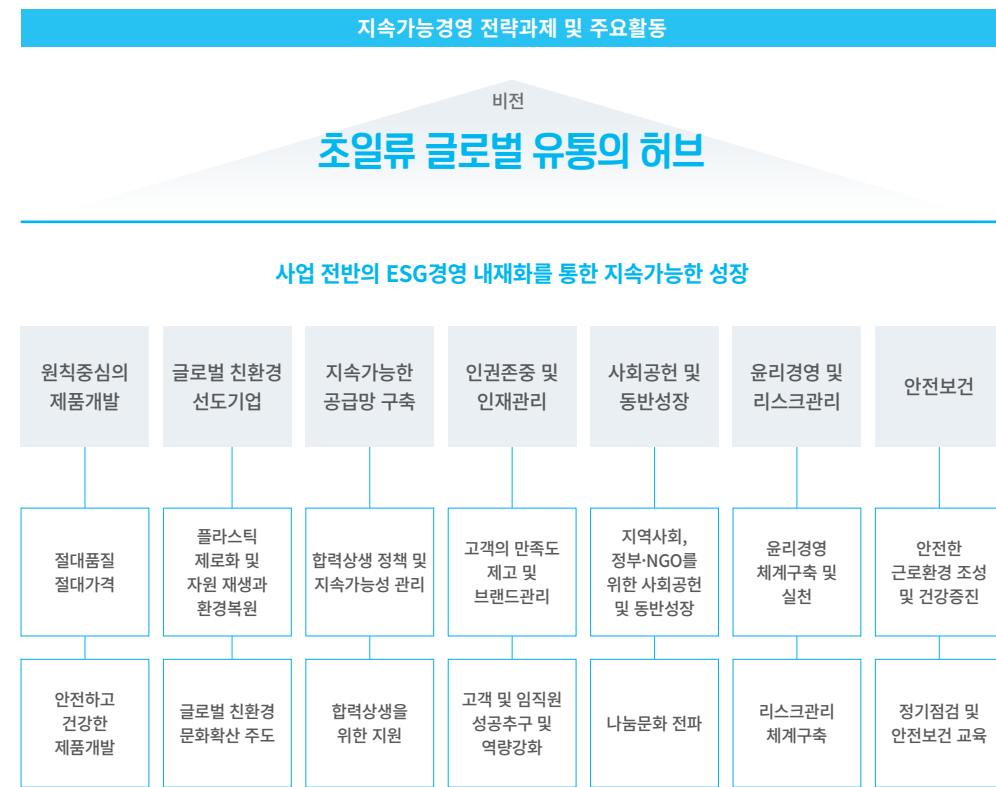 지속가능경영 전략과제 및 주요활동
비전
초일류 글로벌 유통의 허브
사업 전반의 ESG경영 내재화를 통한 지속가능한 성장
원칙중심의
제품개발
글로벌 친환경
선도기업
지속가능한
공급망 구축
인권존중 및
인재관리
사회공헌 및
동반성장
윤리경영 및
리스크관리
안전보건
절대품질
절대가격
플라스틱
제로화 및
자원 재생과
환경복원
합력상생 정책 및
지속가능성 관리
고객의 만족도
제고 및
브랜드관리
지역사회,
정부·NGO를
위한 사회공헌
및 동반성장
윤리경영
체계구축 및
실천
안전한
근로환경 조성
및 건강증진
안전하고
건강한
제품개발
글로벌 친환경
문화확산 주도
합력상생을
위한 지원
고객 및 임직원
성공추구 및
역량강화
나눔문화 전파
리스크관리
체계구축
정기점검 및
안전보건 교육